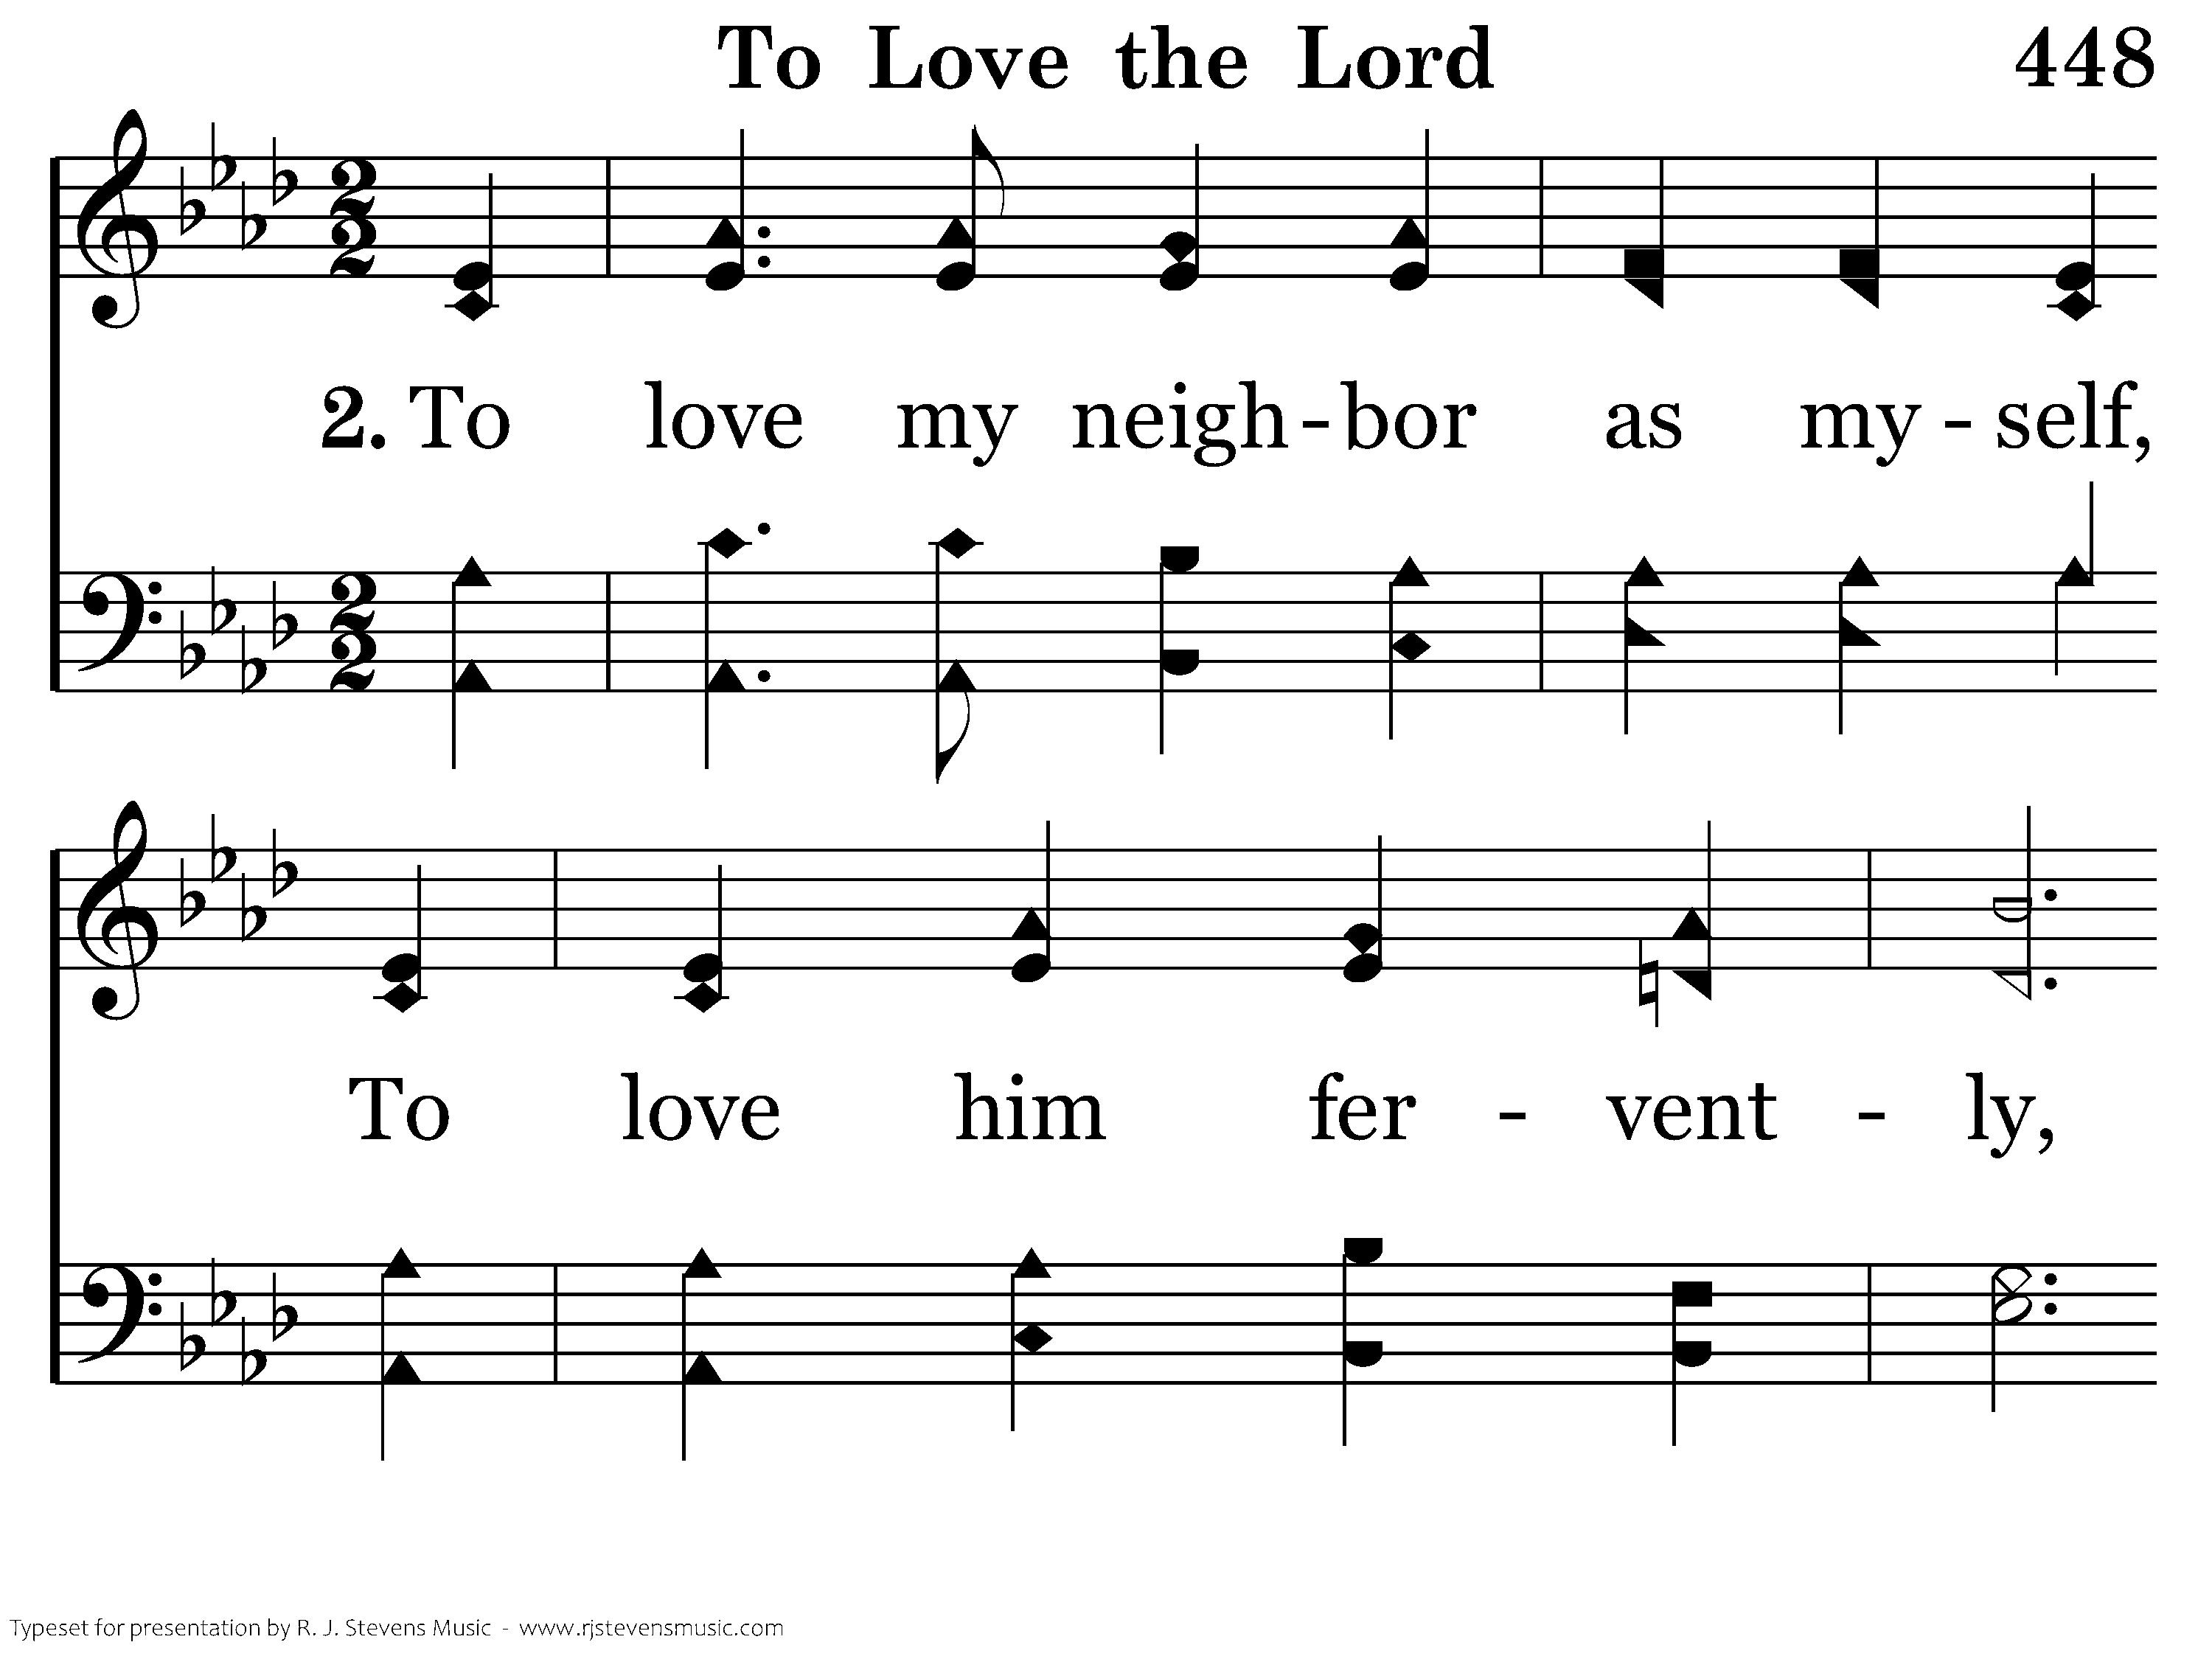 To Love the Lord 448
2. To love my neigh - bor as my - self,
To love him fer - vent - ly,
Typeset for presentation by R. J. Stevens Music - www.rjstevensmusic.com